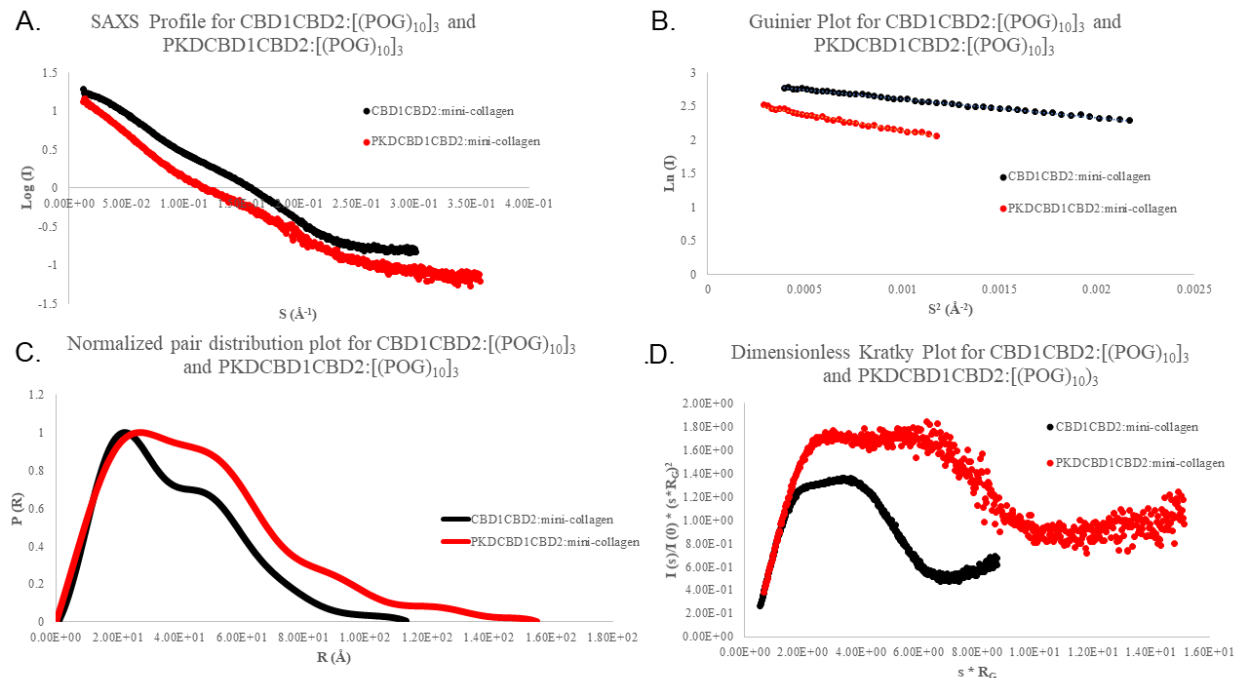 A.
SAXS Profile for CBD1CBD2:[(POG)₁₀]₃ and
PKDCBD1CBD2:[(POG)₁₀]₃
1.5
1
0.5
0
-0.5
-1
-1.5
Log (I)
0.00E+00 5.00E-02 1.00E-01 2.00E-01 2.50E-01 3.00E-01 3.50E-01 4.00E-01
S (Å⁻¹)
CBD1CBD2:mini-collagen
PKDCBD1CBD2:mini-collagen
B.
Guinier Plot for CBD1CBD2:[(POG)₁₀]₃ and
PKDCBD1CBD2:[(POG)₁₀]₃
3
2.5
2
1.5
1
0.5
0
Ln (I)
0 0.0005 0.001 0.0015 0.002 0.0025
S² (Å⁻²)
CBD1CBD2:mini-collagen
PKDCBD1CBD2:mini-collagen
C.
Normalized pair distribution plot for CBD1CBD2:[(POG)₁₀]₃
and PKDCBD1CBD2:[(POG)₁₀]₃
1.2
1
0.8
0.6
0.4
0.2
0
P (R)
0.00E+00 2.00E+01 4.00E+01 6.00E+01 8.00E+01 1.00E+02 1.20E+02 1.40E+02 1.60E+02 1.80E+02
R (Å)
CBD1CBD2:mini-collagen
PKDCBD1CBD2:mini-collagen
.D.
Dimensionless Kratky Plot for CBD1CBD2:[(POG)₁₀]₃
and PKDCBD1CBD2:[(POG)₁₀)₃
2.00E+00
1.80E+00
1.60E+00
1.40E+00
1.20E+00
1.00E+00
8.00E-01
6.00E-01
4.00E-01
2.00E-01
0.00E+00
I (s)/I (0) * (s*R_G)²
0.00E+00 2.00E+00 4.00E+00 6.00E+00 8.00E+00 1.00E+01 1.20E+01 1.40E+01 1.60E+01
s * R_G
CBD1CBD2:mini-collagen
PKDCBD1CBD2:mini-collagen